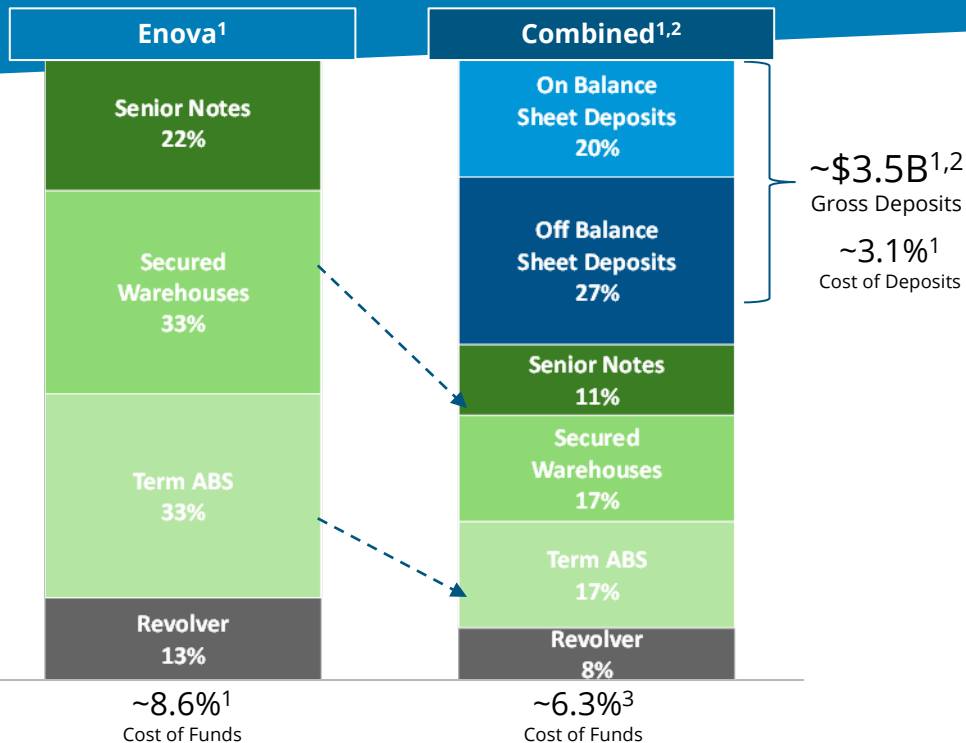 Enova¹
Senior Notes
22%
Secured
Warehouses
33%
Term ABS
33%
Revolver
13%
~8.6%¹
Cost of Funds
Combined¹,²
On Balance
Sheet Deposits
20%
Off Balance
Sheet Deposits
27%
Senior Notes
11%
Secured
Warehouses
17%
Term ABS
17%
Revolver
8%
~6.3%³
Cost of Funds
~$3.5B¹,²
Gross Deposits
~3.1%¹
Cost of Deposits